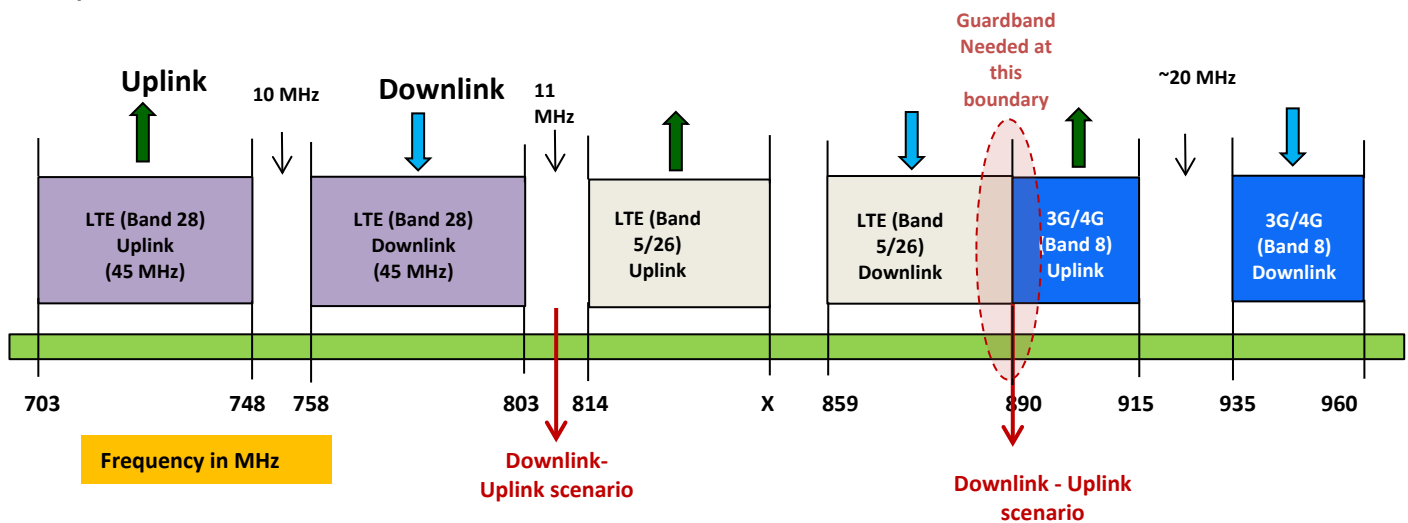 Guardband
Needed at
this
boundary
Uplink
10 MHz
Downlink
11
MHz
~20 MHz
LTE (Band 28)
Uplink
(45 MHz)
LTE (Band 28)
Downlink
(45 MHz)
LTE (Band
5/26)
Uplink
LTE (Band
5/26)
Downlink
3G/4G
(Band 8)
Uplink
3G/4G
(Band 8)
Downlink
703
748
758
803
814
X
859
890
915
935
960
Frequency in MHz
Downlink-
Uplink scenario
Downlink - Uplink
scenario